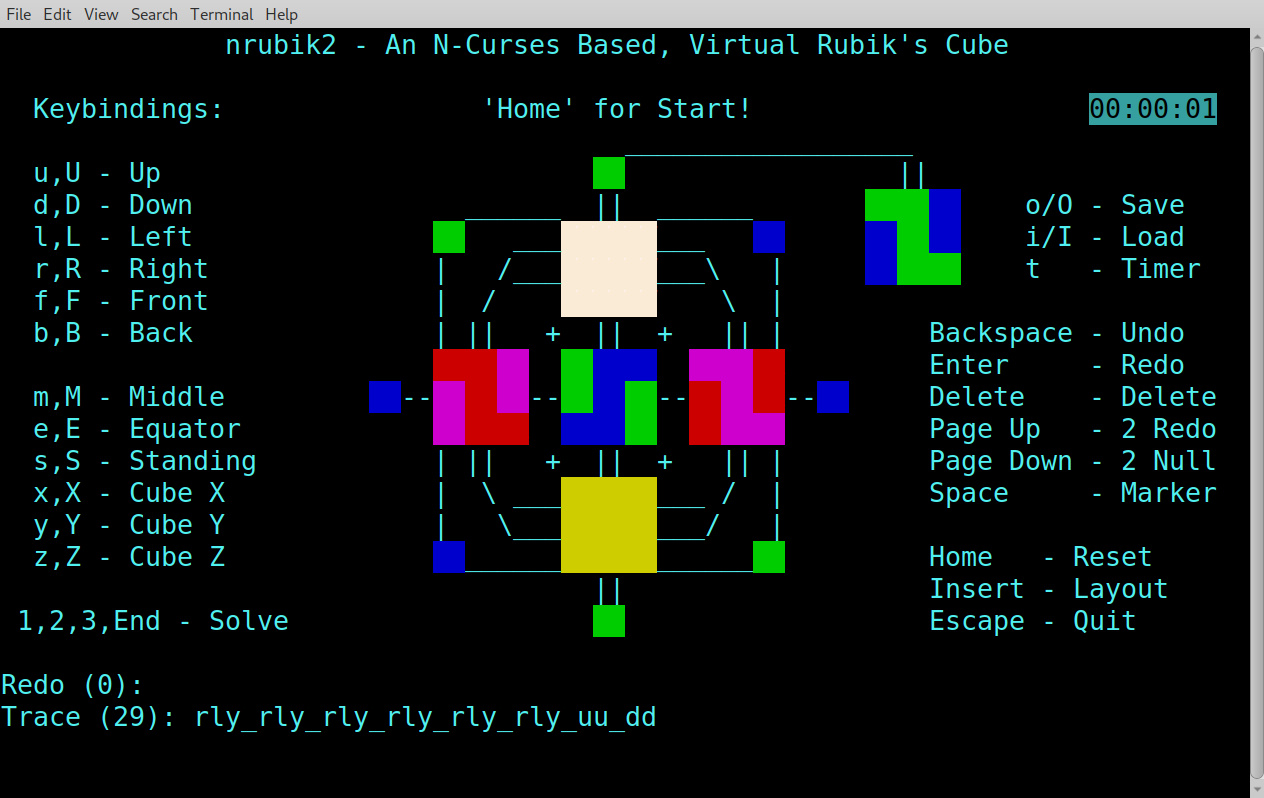 File Edit View Search Terminal Help
nrubik2 - An N-Curses Based, Virtual Rubik's Cube
Keybindings: 'Home' for Start! 00:00:01
u,U - Up
d,D - Down o/O - Save
l,L - Left i/I - Load
r,R - Right t - Timer
f,F - Front
b,B - Back Backspace - Undo
Enter - Redo
m,M - Middle Delete - Delete
e,E - Equator Page Up - 2 Redo
s,S - Standing Page Down - 2 Null
x,X - Cube X Space - Marker
y,Y - Cube Y
z,Z - Cube Z Home - Reset
Insert - Layout
1,2,3,End - Solve Escape - Quit
Redo (0):
Trace (29): rly_rly_rly_rly_rly_rly_uu_dd